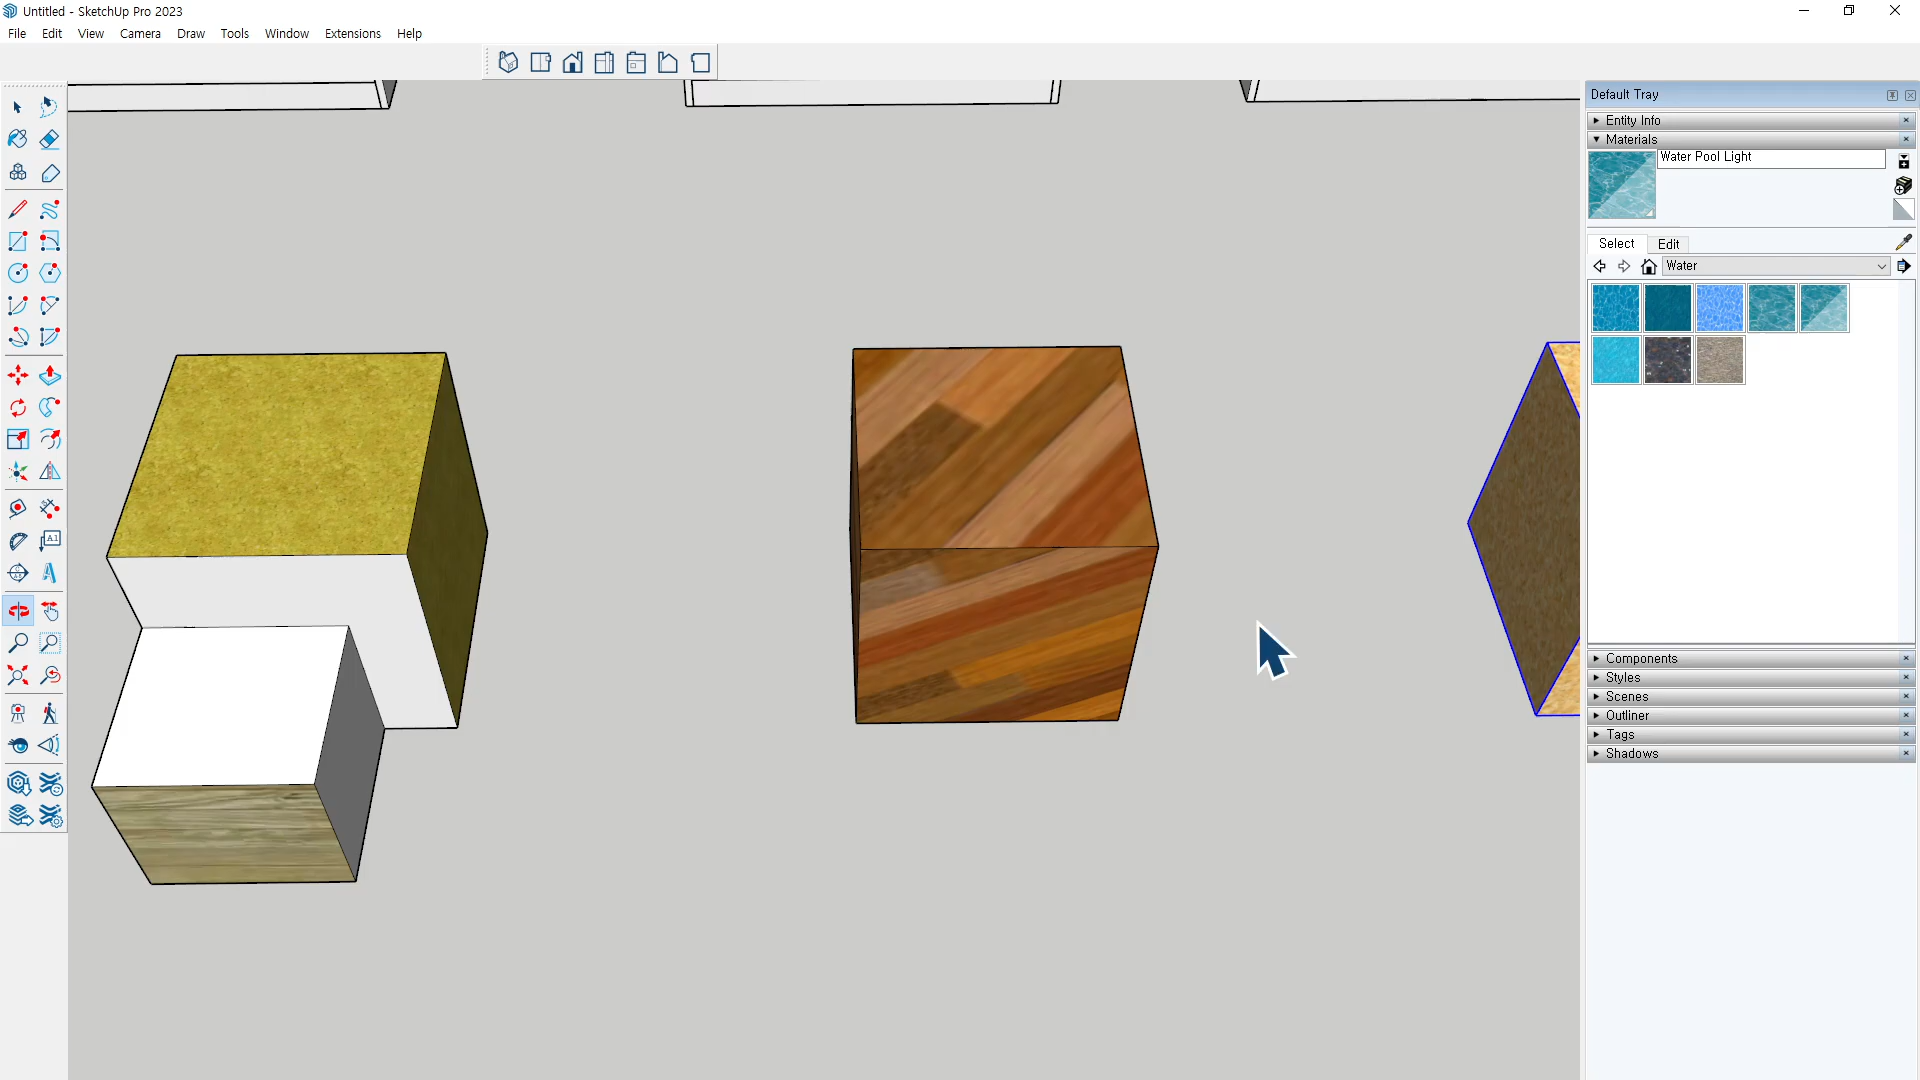 Untitled - SketchUp Pro 2023
File Edit View Camera Draw Tools Window Extensions Help
Default Tray
Entity Info
Materials
Water Pool Light
Select Edit
Water
Components
Styles
Scenes
Outliner
Tags
Shadows